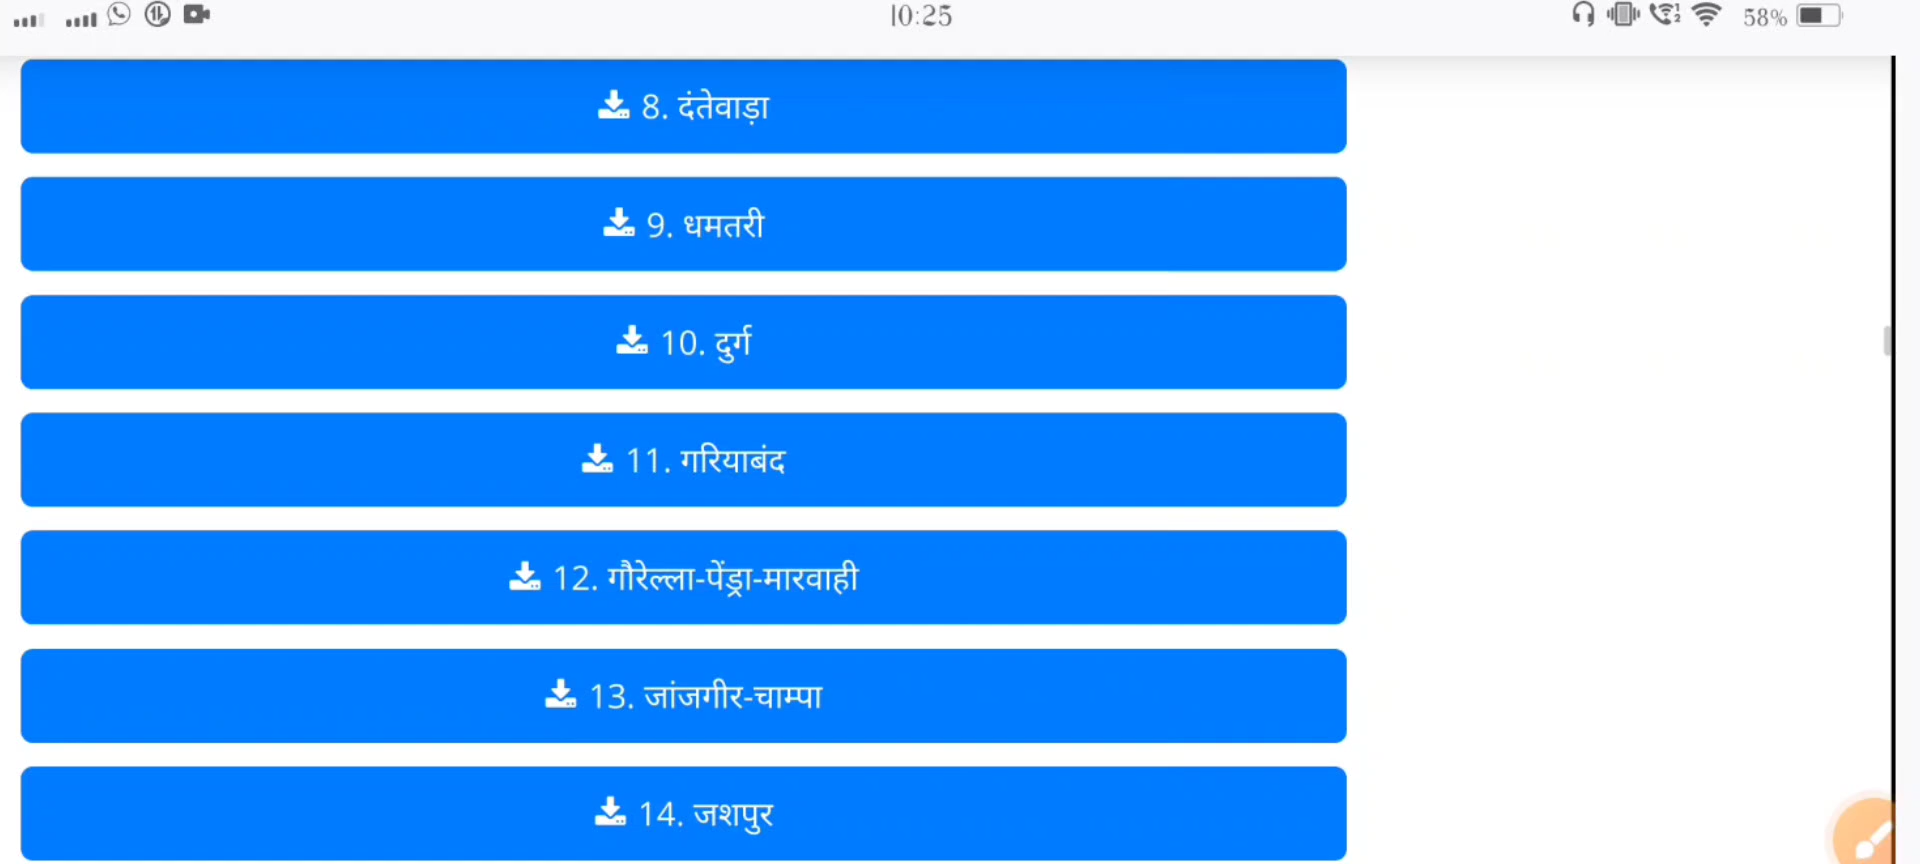 10:25
58%
8. दंतेवाड़ा
9. धमतरी
10. दुर्ग
11. गरियाबंद
12. गौरेल्ला-पेंड्रा-मारवाही
13. जांजगीर-चाम्पा
14. जशपुर